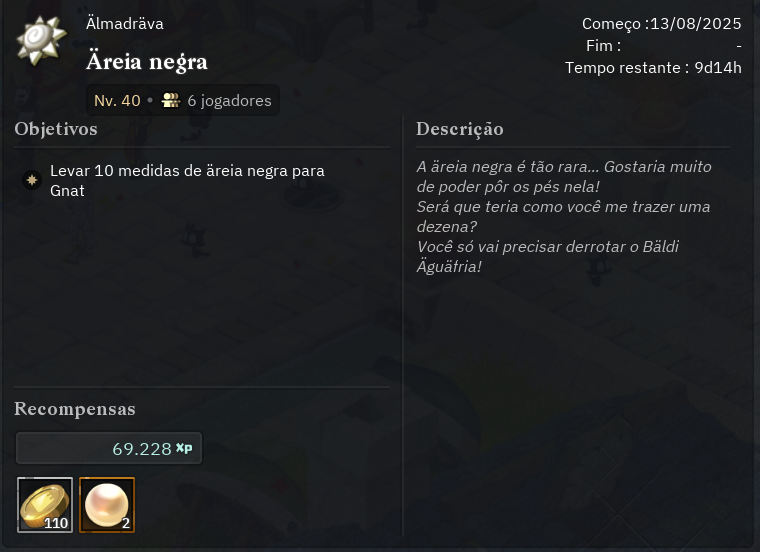 Älmadräva
Äreia neģra
Nv. 40 • 6 jogadores
Começo :13/08/2025
Fim : -
Tempo restante : 9d14h
Objetivos
Levar 10 medidas de äreia negra para
Gnat
Descrição
A äreia negra é tão rara... Gostaria muito
de poder pôr os pés nela!
Será que teria como você me trazer uma
dezena?
Você só vai precisar derrotar o Bäldi
Äguäfria!
Recompensas
69.228 XP
110
2